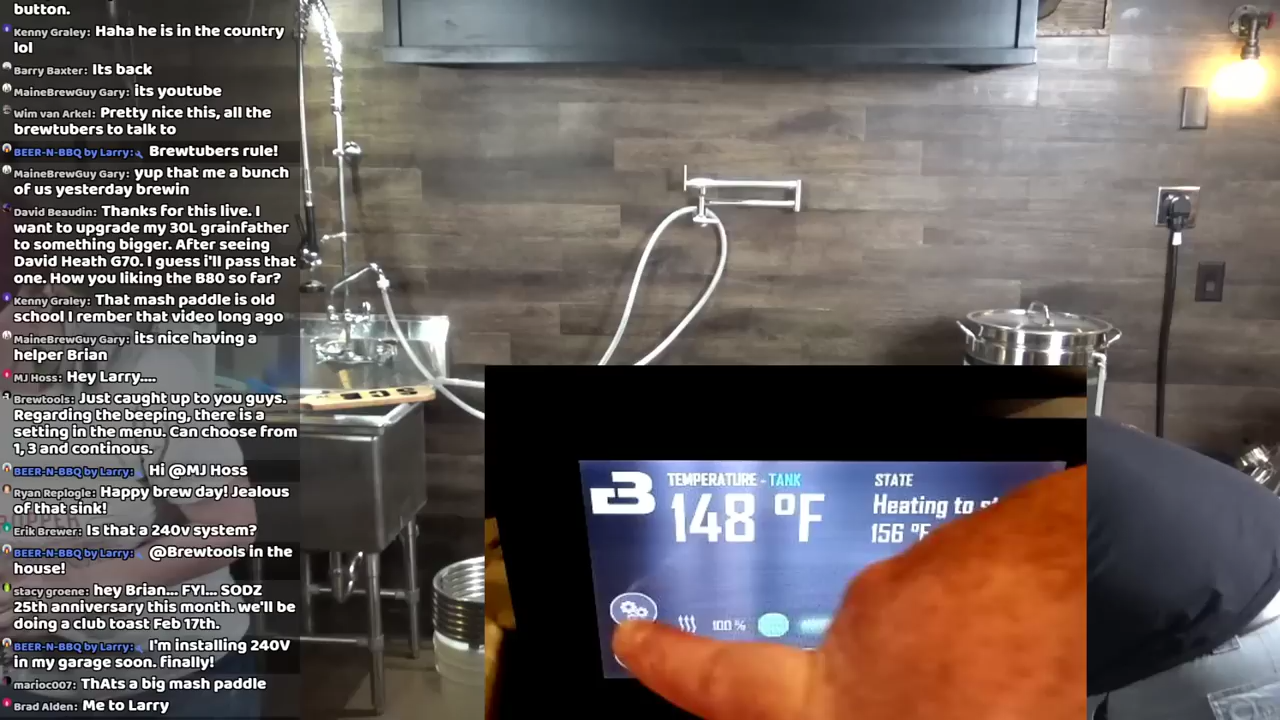 button.
Kenny Graley: Haha he is in the country
lol
Barry Baxter: Its back
MaineBrewGuy Gary: its youtube
Wim van Arkel: Pretty nice this, all the
brewtubers to talk to
BEER-N-BBQ by Larry: Brewtubers rule!
MaineBrewGuy Gary: yup that me a bunch
of us yesterday brewin
David Beaudin: Thanks for this live. I
want to upgrade my 30L grainfather
to something bigger. After seeing
David Heath G70. I guess i'll pass that
one. How you liking the B80 so far?
Kenny Graley: That mash paddle is old
school I rember that video long ago
MaineBrewGuy Gary: its nice having a
helper Brian
MJ Hoss: Hey Larry....
Brewtools: Just caught up to you guys.
Regarding the beeping, there is a
setting in the menu. Can choose from
1, 3 and continous.
BEER-N-BBQ by Larry: Hi @MJ Hoss
Ryan Replogle: Happy brew day! Jealous
of that sink!
Erik Brewer: Is that a 240v system?
BEER-N-BBQ by Larry: @Brewtools in the
house!
stacy groene: hey Brian... FYI... SODZ
25th anniversary this month. we'll be
doing a club toast Feb 17th.
BEER-N-BBQ by Larry: I'm installing 240V
in my garage soon. finally!
marioc007: ThAts a big mash paddle
Brad Alden: Me to Larry
B
TEMPERATURE - TANK
148 °F
STATE
Heating to
156 °F
100 %